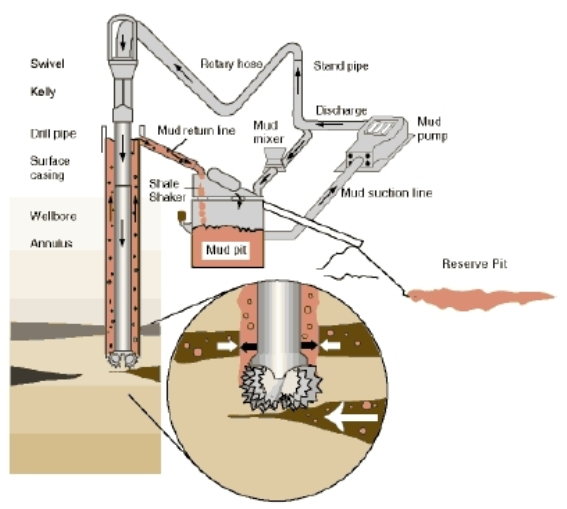 Swivel
Kelly
Drill pipe
Surface
casing
Wellbore
Annulus
Rotary hose
Stand pipe
Discharge
Mud
pump
Mud
mixer
Mud return line
Shale
Shaker
Mud suction line
Mud pit
Reserve Pit